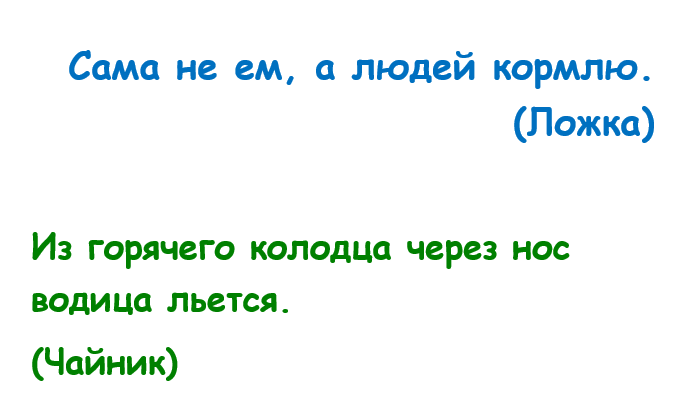 Сама не ем, а людей кормлю.
(Ложка)
Из горячего колодца через нос
водица льется.
(Чайник)